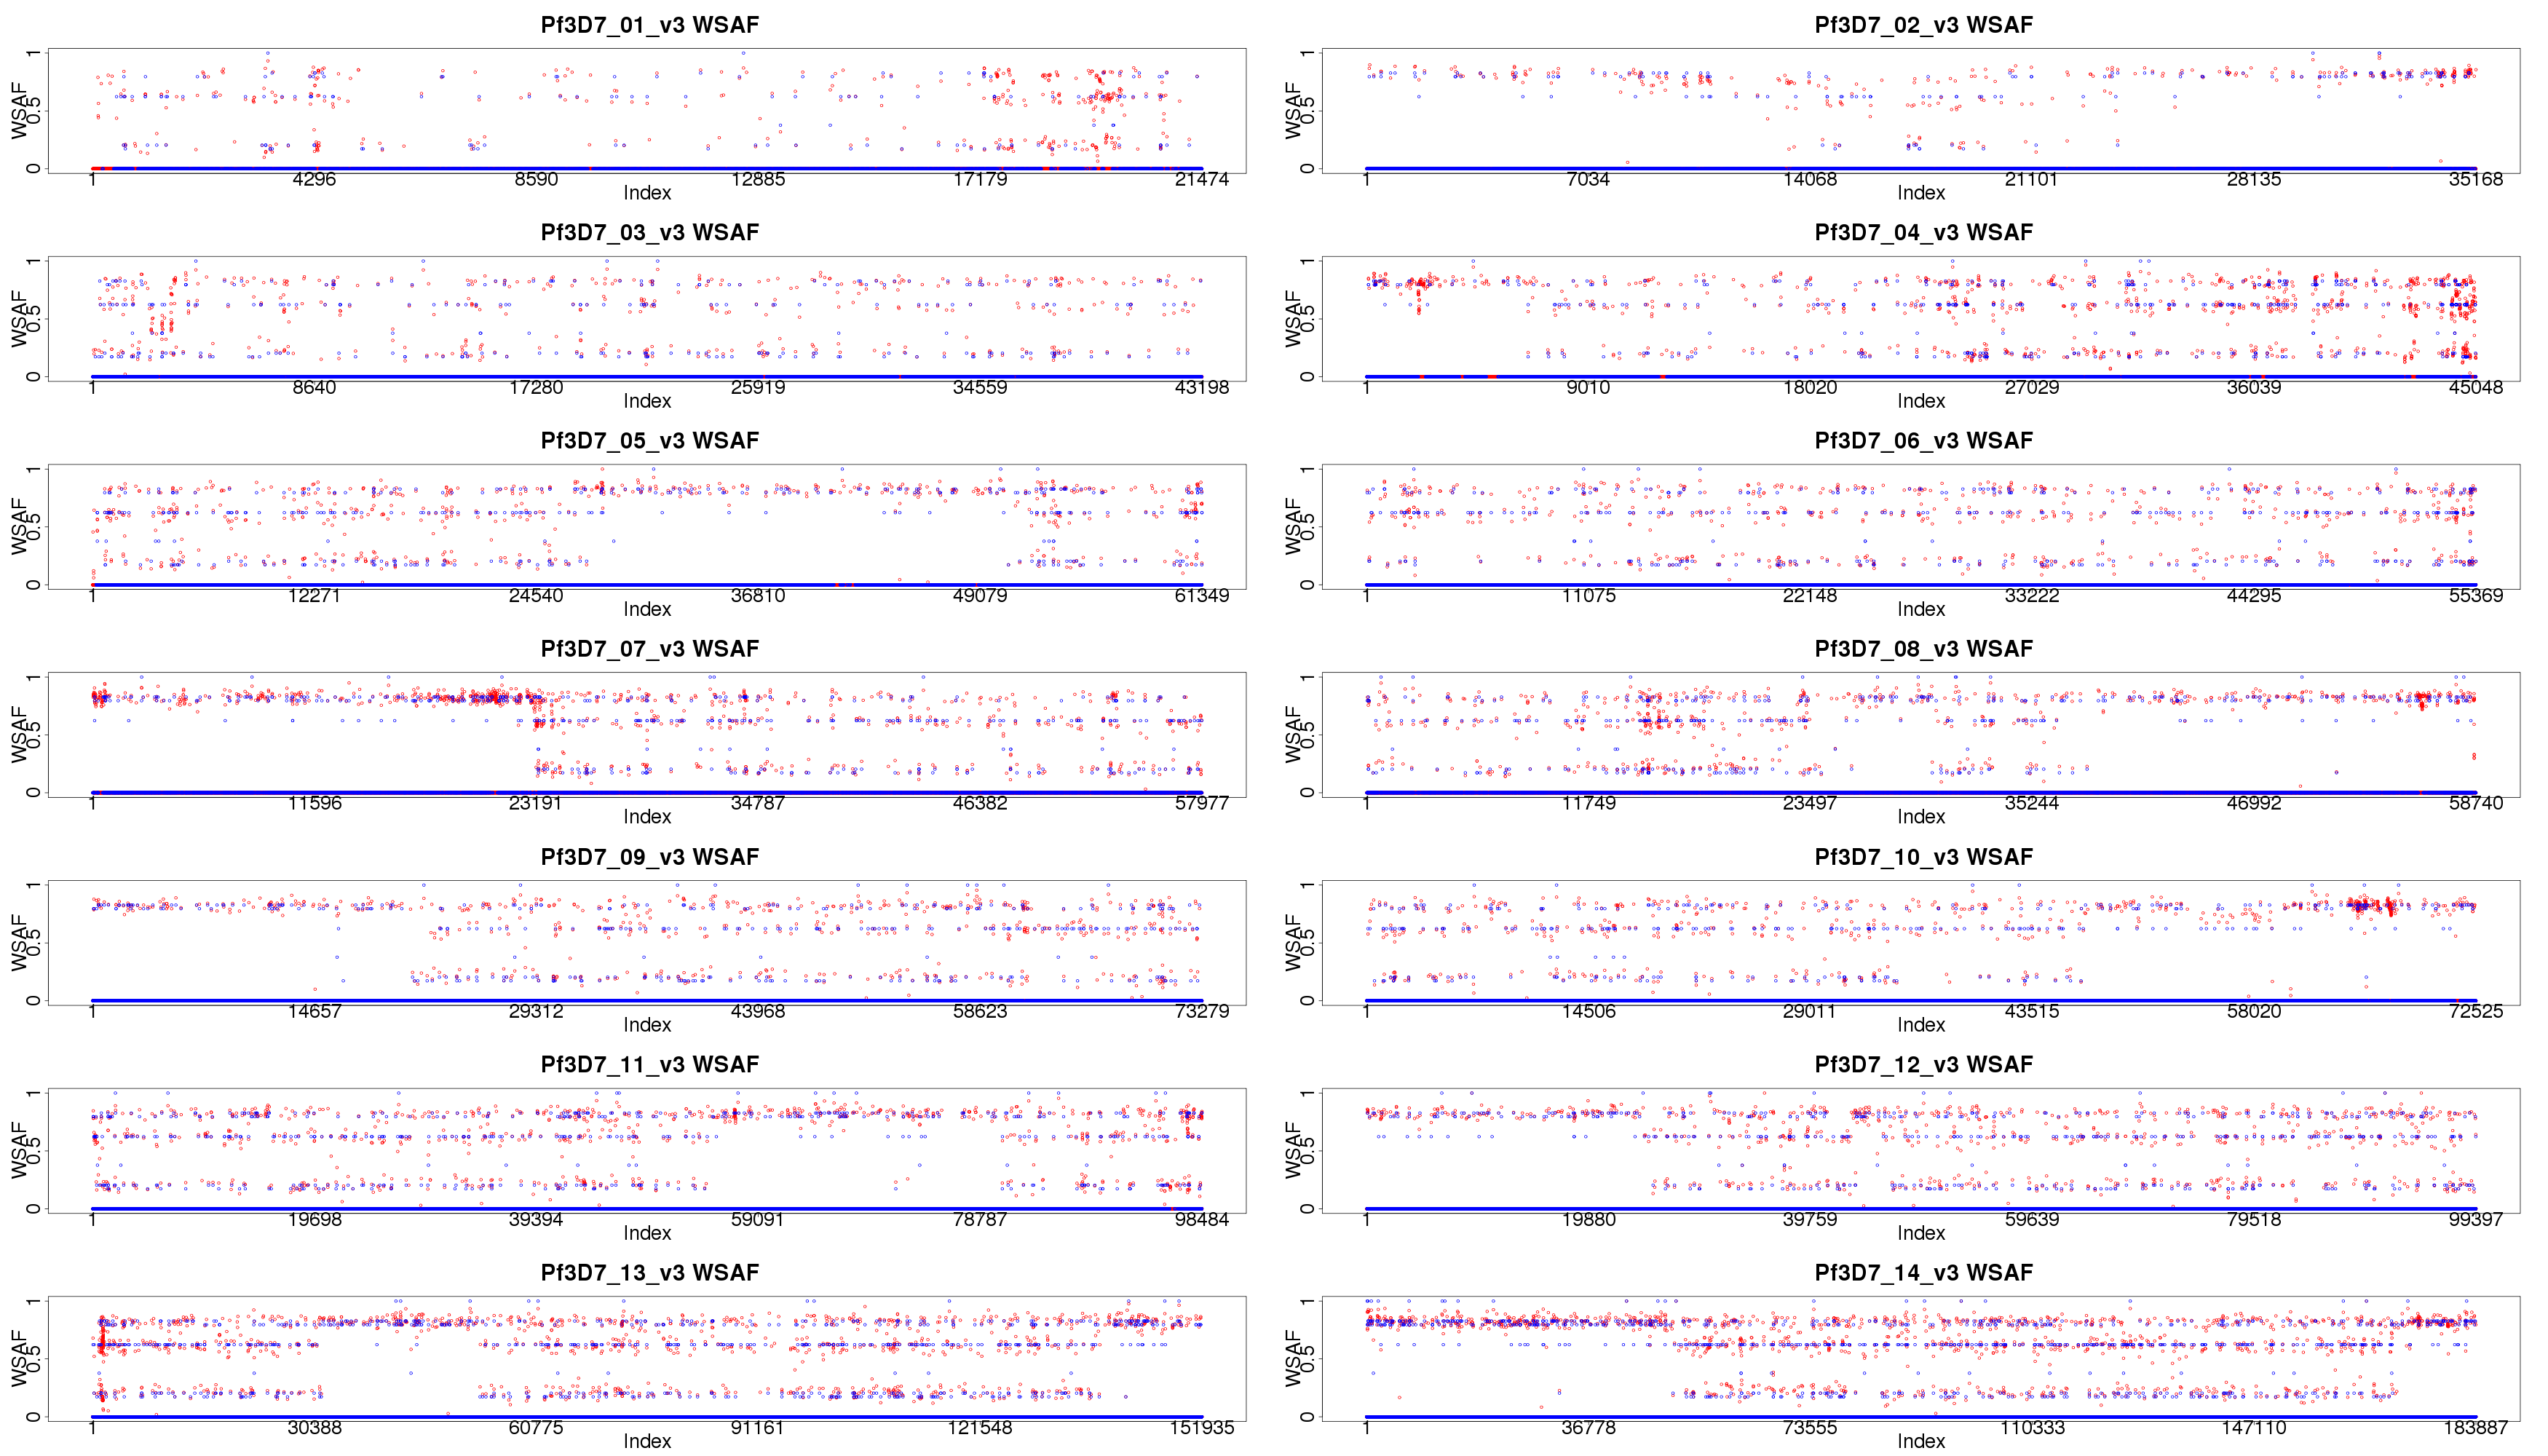 Pf3D7_01_v3 WSAF
WSAF
0 0.5 1
1 4296 8590 12885 17179 21474
Index
Pf3D7_02_v3 WSAF
WSAF
0 0.5 1
1 7034 14068 21101 28135 35168
Index
Pf3D7_03_v3 WSAF
WSAF
0 0.5 1
1 8640 17280 25919 34559 43198
Index
Pf3D7_04_v3 WSAF
WSAF
0 0.5 1
1 9010 18020 27029 36039 45048
Index
Pf3D7_05_v3 WSAF
WSAF
0 0.5 1
1 12271 24540 36810 49079 61349
Index
Pf3D7_06_v3 WSAF
WSAF
0 0.5 1
1 11075 22148 33222 44295 55369
Index
Pf3D7_07_v3 WSAF
WSAF
0 0.5 1
1 11596 23191 34787 46382 57977
Index
Pf3D7_08_v3 WSAF
WSAF
0 0.5 1
1 11749 23497 35244 46992 58740
Index
Pf3D7_09_v3 WSAF
WSAF
0 0.5 1
1 14657 29312 43968 58623 73279
Index
Pf3D7_10_v3 WSAF
WSAF
0 0.5 1
1 14506 29011 43515 58020 72525
Index
Pf3D7_11_v3 WSAF
WSAF
0 0.5 1
1 19698 39394 59091 78787 98484
Index
Pf3D7_12_v3 WSAF
WSAF
0 0.5 1
1 19880 39759 59639 79518 99397
Index
Pf3D7_13_v3 WSAF
WSAF
0 0.5 1
1 30388 60775 91161 121548 151935
Index
Pf3D7_14_v3 WSAF
WSAF
0 0.5 1
1 36778 73555 110333 147110 183887
Index